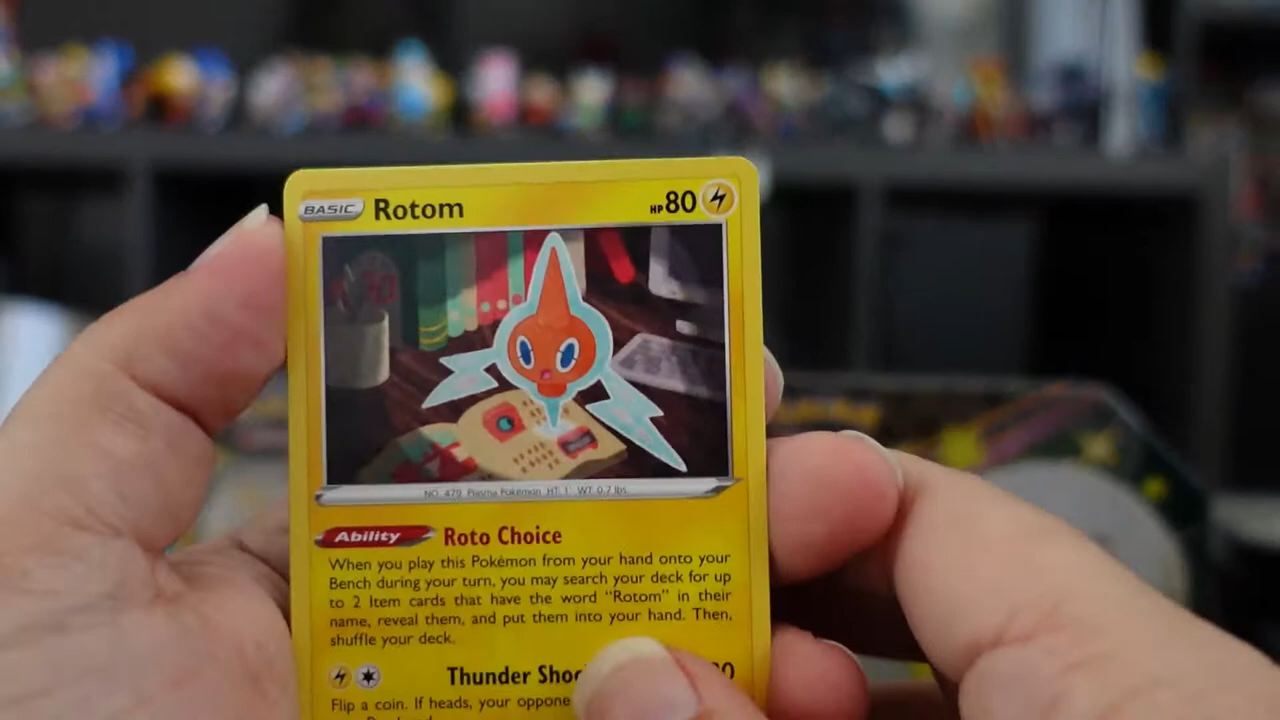 BASIC Rotom HP 80
NO. 479 Plasma Pokémon HT: 1' WT: 0.7 lbs.
Ability Roto Choice
When you play this Pokémon from your hand onto your
Bench during your turn, you may search your deck for up
to 2 Item cards that have the word “Rotom” in their
name, reveal them, and put them into your hand. Then,
shuffle your deck.
Thunder
Flip a coin. If heads, your